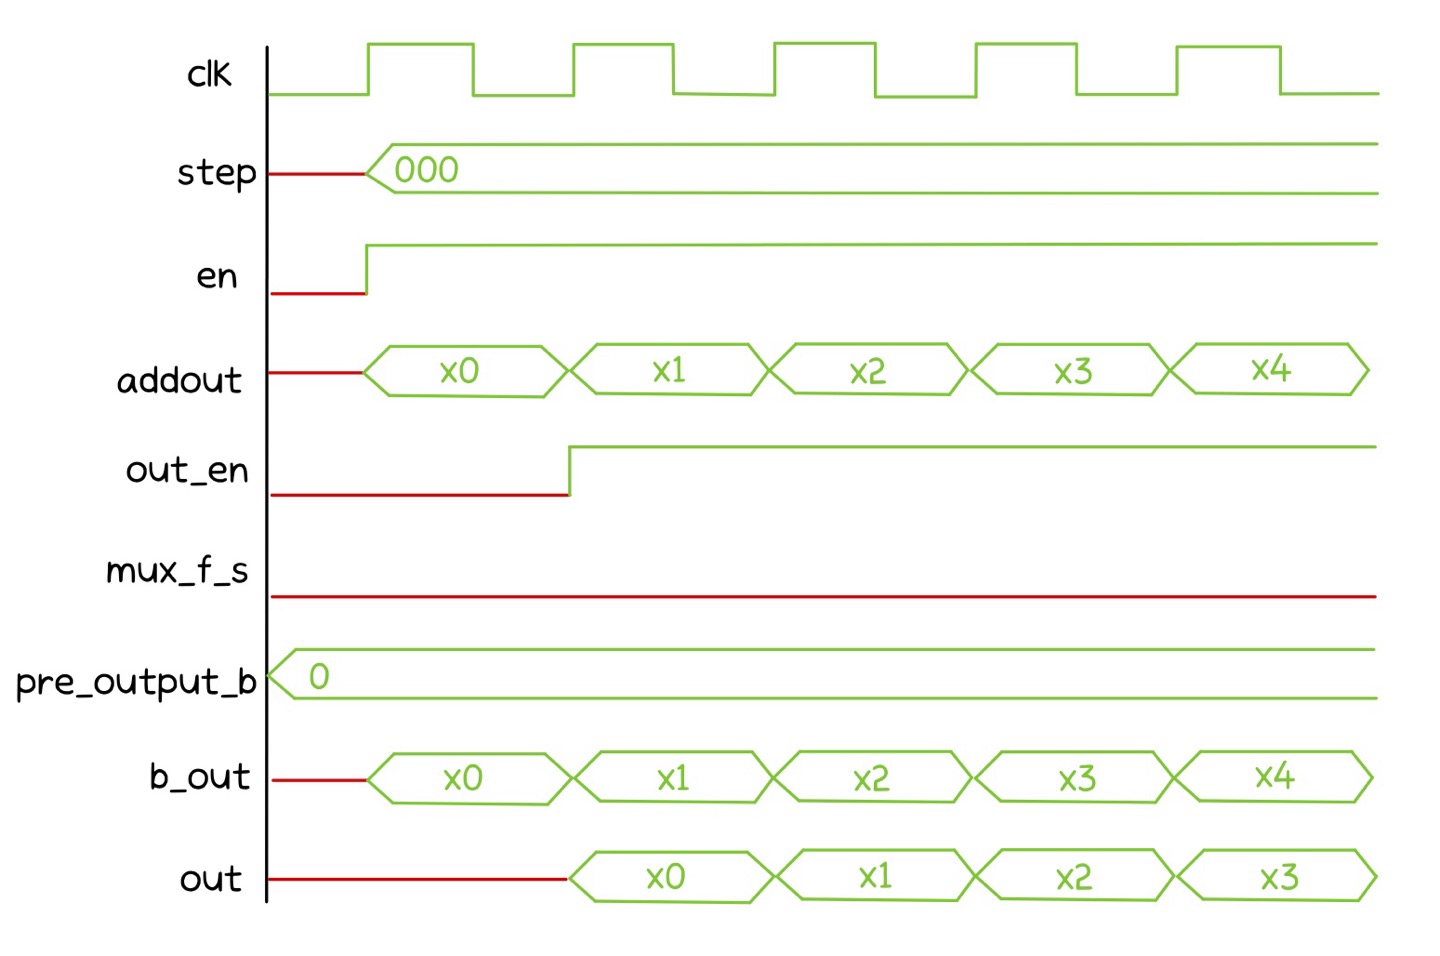 clk
step 000
en
addout x0 x1 x2 x3 x4
out_en
mux_f_s
pre_output_b 0
b_out x0 x1 x2 x3 x4
out x0 x1 x2 x3